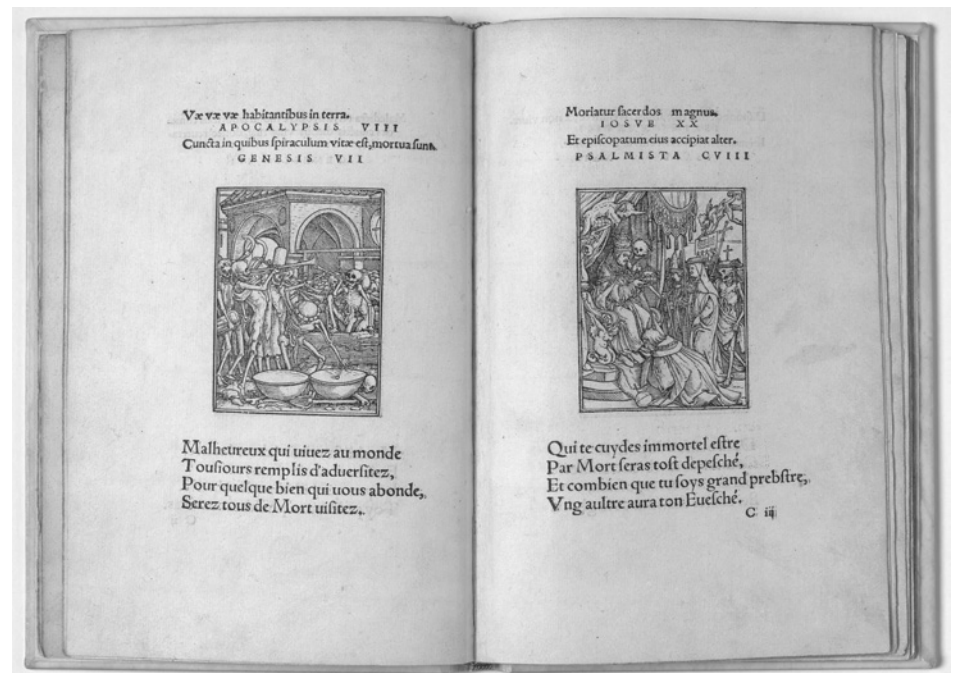 Væ væ væ habitantibus in terra.
APOCALYPSIS VIII
Cuncta in quibus ſpiraculum vitæ eſt, mortua ſunt.
GENESIS VII
Malheureux qui uiuez au monde
Touſiours remplis d'aduerſitez,
Pour quelque bien qui uous abonde,
Serez tous de Mort uiſitez.
Moriatur ſacerdos magnus.
IOSVE XX
Et epiſcopatum eius accipiat alter.
PSALMISTA CVIII
Qui te cuydes immortel eſtre
Par Mort ſeras toſt depeſché,
Et combien que tu ſoys grand prebſtre,
Vng aultre aura ton Eueſché.
C iij